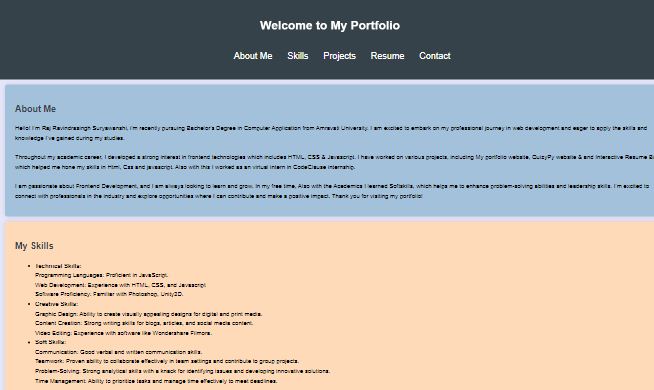 Welcome to My Portfolio
About Me Skills Projects Resume Contact
About Me
Hello! I'm Raj Ravindrasingh Suryawanshi, I'm recently pursuing Bachelor's Degree in Computer Application from Amravati University. I am excited to embark on my professional journey in web development and eager to apply the skills and
knowledge I've gained during my studies.
Throughout my academic career, I developed a strong interest in frontend technologies which includes HTML, CSS & Javascript. I have worked on various projects, including My portfolio website, QuizyPy website & and Interactive Resume B
which helped me hone my skills in Html, Css and javascript. Also with this I worked as an virtual intern in CodeClause internship.
I am passionate about Frontend Development, and I am always looking to learn and grow. In my free time, Also with the Academics I learned Softskills, which helps me to enhance problem-solving abilities and leadership skills. I'm excited to
connect with professionals in the industry and explore opportunities where I can contribute and make a positive impact. Thank you for visiting my portfolio!
My Skills
• Technical Skills:
Programming Languages: Proficient in JavaScript.
Web Development: Experience with HTML, CSS, and Javascript
Software Proficiency: Familiar with Photoshop, Unity2D.
• Creative Skills:
Graphic Design: Ability to create visually appealing designs for digital and print media.
Content Creation: Strong writing skills for blogs, articles, and social media content.
Video Editing: Experience with software like Wondershare Filmora.
• Soft Skills:
Communication: Good verbal and written communication skills.
Teamwork: Proven ability to collaborate effectively in team settings and contribute to group projects.
Problem-Solving: Strong analytical skills with a knack for identifying issues and developing innovative solutions.
Time Management: Ability to prioritize tasks and manage time effectively to meet deadlines.